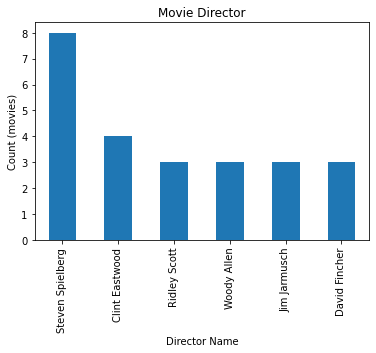 Movie Director
Count (movies)
8
7
6
5
4
3
2
1
0
Steven Spielberg
Clint Eastwood
Ridley Scott
Woody Allen
Jim Jarmusch
David Fincher
Director Name